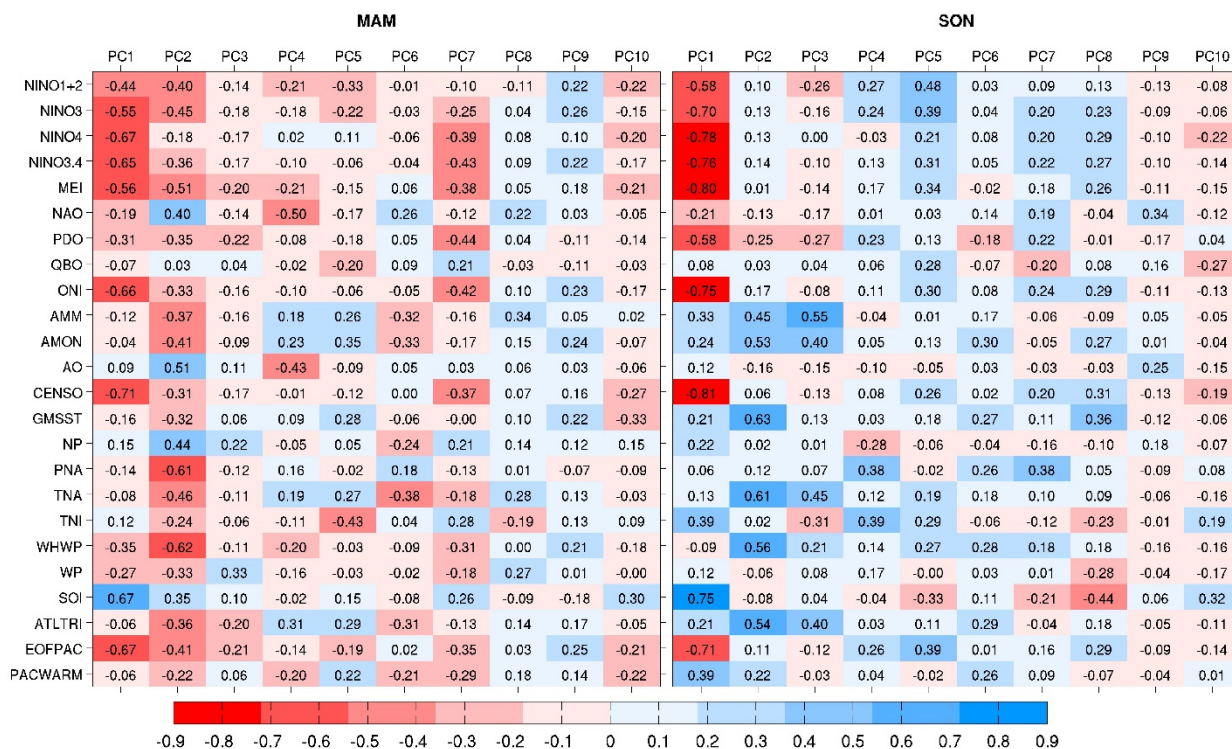 MAM SON
PC1 PC2 PC3 PC4 PC5 PC6 PC7 PC8 PC9 PC10 PC1 PC2 PC3 PC4 PC5 PC6 PC7 PC8 PC9 PC10
NINO1+2 -0.44 -0.40 -0.14 -0.21 -0.33 -0.01 -0.10 -0.11 0.22 -0.22 -0.58 0.10 -0.26 0.27 0.48 0.03 0.09 0.13 -0.13 -0.08
NINO3 -0.55 -0.45 -0.18 -0.18 -0.22 -0.03 -0.25 0.04 0.26 -0.15 -0.70 0.13 -0.16 0.24 0.39 0.03 0.20 0.23 -0.09 -0.06
NINO4 -0.67 -0.18 -0.17 0.02 0.11 -0.06 -0.39 0.08 0.10 -0.20 -0.78 0.13 0.00 -0.03 0.21 0.08 0.20 0.29 -0.10 -0.22
NINO3.4 -0.65 -0.36 -0.17 -0.10 -0.06 -0.04 -0.43 0.09 0.22 -0.17 -0.76 0.14 -0.10 0.13 0.31 0.05 0.22 0.27 -0.10 -0.14
MEI -0.56 -0.51 -0.20 -0.21 -0.15 0.06 -0.38 0.05 0.18 -0.21 -0.80 0.01 -0.14 0.17 0.34 -0.02 0.18 0.26 -0.11 -0.15
NAO -0.19 0.40 -0.14 -0.50 -0.17 0.26 -0.12 0.22 0.03 -0.05 -0.21 -0.13 -0.17 0.01 0.03 0.14 0.19 -0.04 0.34 -0.12
PDO -0.31 -0.35 -0.22 -0.08 -0.18 0.05 -0.44 0.04 -0.11 -0.14 -0.58 -0.25 -0.27 0.23 0.13 -0.18 0.22 -0.01 -0.17 0.04
QBO -0.07 0.03 0.04 -0.02 -0.20 0.09 0.21 -0.03 -0.11 -0.03 0.08 0.03 0.04 0.06 0.28 -0.07 -0.20 0.08 0.16 -0.27
ONI -0.66 -0.33 -0.16 -0.10 -0.06 -0.05 -0.42 0.10 0.23 -0.17 -0.75 0.17 -0.08 0.11 0.30 0.08 0.24 0.29 -0.11 -0.13
AMM -0.12 -0.37 -0.16 0.18 0.26 -0.32 -0.16 0.34 0.05 0.02 0.33 0.45 0.55 -0.04 0.01 0.17 -0.06 -0.09 0.05 -0.05
AMON -0.04 -0.41 -0.09 0.23 0.35 -0.33 -0.17 0.15 0.24 -0.07 0.24 0.53 0.40 0.05 0.13 0.30 -0.05 0.27 0.01 -0.04
AO 0.09 0.51 0.11 -0.43 -0.09 0.05 0.03 0.06 0.03 -0.06 0.12 -0.16 -0.15 -0.10 -0.05 0.03 -0.03 -0.03 0.25 -0.15
CENSO -0.71 -0.31 -0.17 -0.01 -0.12 0.00 -0.37 0.07 0.16 -0.27 -0.81 0.06 -0.13 0.08 0.26 0.02 0.20 0.31 -0.10 -0.19
GMSST -0.16 -0.32 0.06 0.09 0.28 -0.06 -0.00 0.10 0.22 -0.33 0.21 0.63 0.13 0.03 0.18 0.27 0.11 0.36 -0.12 -0.06
NP 0.15 0.44 0.22 -0.05 0.05 -0.24 0.21 0.14 0.12 0.15 0.22 0.02 0.01 -0.28 -0.06 -0.04 -0.16 -0.10 0.18 -0.07
PNA -0.14 -0.61 -0.12 0.16 -0.02 0.18 -0.13 0.01 -0.07 -0.09 0.06 0.12 0.07 0.38 -0.02 0.26 0.38 0.05 -0.09 0.08
TNA -0.08 -0.46 -0.11 0.19 0.27 -0.38 -0.18 0.28 0.13 -0.03 0.13 0.61 0.45 0.12 0.19 0.18 0.10 0.09 -0.06 -0.16
TNI 0.12 -0.24 -0.06 -0.11 -0.43 0.04 0.28 -0.19 0.13 0.09 0.39 0.02 -0.31 0.39 0.29 -0.06 -0.12 -0.23 -0.01 0.19
WHWP -0.35 -0.62 -0.11 -0.20 -0.03 -0.09 -0.31 0.00 0.21 -0.18 -0.09 0.56 0.21 0.14 0.27 0.28 0.18 0.18 -0.16 -0.16
WP -0.27 -0.33 0.33 -0.16 -0.03 -0.02 -0.18 0.27 0.01 -0.00 0.12 -0.06 0.08 0.17 -0.00 0.03 0.01 -0.28 -0.04 -0.17
SOI 0.67 0.35 0.10 -0.02 0.15 -0.08 0.26 -0.09 -0.18 0.30 0.75 -0.08 0.04 -0.04 -0.33 0.11 -0.21 -0.44 0.06 0.32
ATLTRI -0.06 -0.36 -0.20 0.31 0.29 -0.31 -0.13 0.14 0.17 -0.05 0.21 0.54 0.40 0.03 0.11 0.29 -0.04 0.18 -0.05 -0.11
EOFPAC -0.67 -0.41 -0.21 -0.14 -0.19 0.02 -0.35 0.03 0.25 -0.21 -0.71 0.11 -0.12 0.26 0.39 0.01 0.16 0.29 -0.09 -0.14
PACWARM -0.06 -0.22 0.06 -0.20 0.22 -0.21 -0.29 0.18 0.14 -0.22 0.39 0.22 -0.03 0.04 -0.02 0.26 0.09 -0.07 -0.04 0.01
-0.9 -0.8 -0.7 -0.6 -0.5 -0.4 -0.3 -0.2 -0.1 0 0.1 0.2 0.3 0.4 0.5 0.6 0.7 0.8 0.9